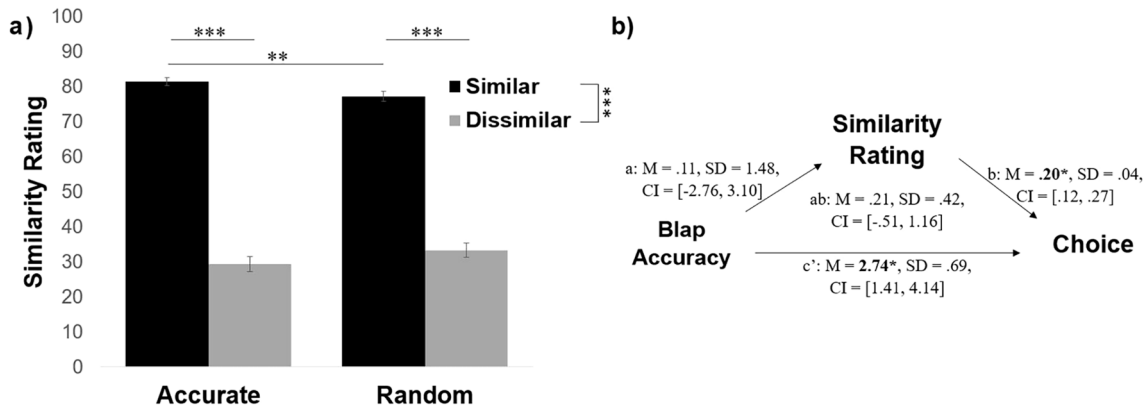 a)
Similarity Rating
100
90
80
70
60
50
40
30
20
10
0
***
**
***
Similar
Dissimilar
***
Accurate
Random
b)
Similarity
Rating
a: M = .11, SD = 1.48,
CI = [-2.76, 3.10]
b: M = .20*, SD = .04,
CI = [.12, .27]
ab: M = .21, SD = .42,
CI = [-.51, 1.16]
Blap
Accuracy
Choice
c’: M = 2.74*, SD = .69,
CI = [1.41, 4.14]